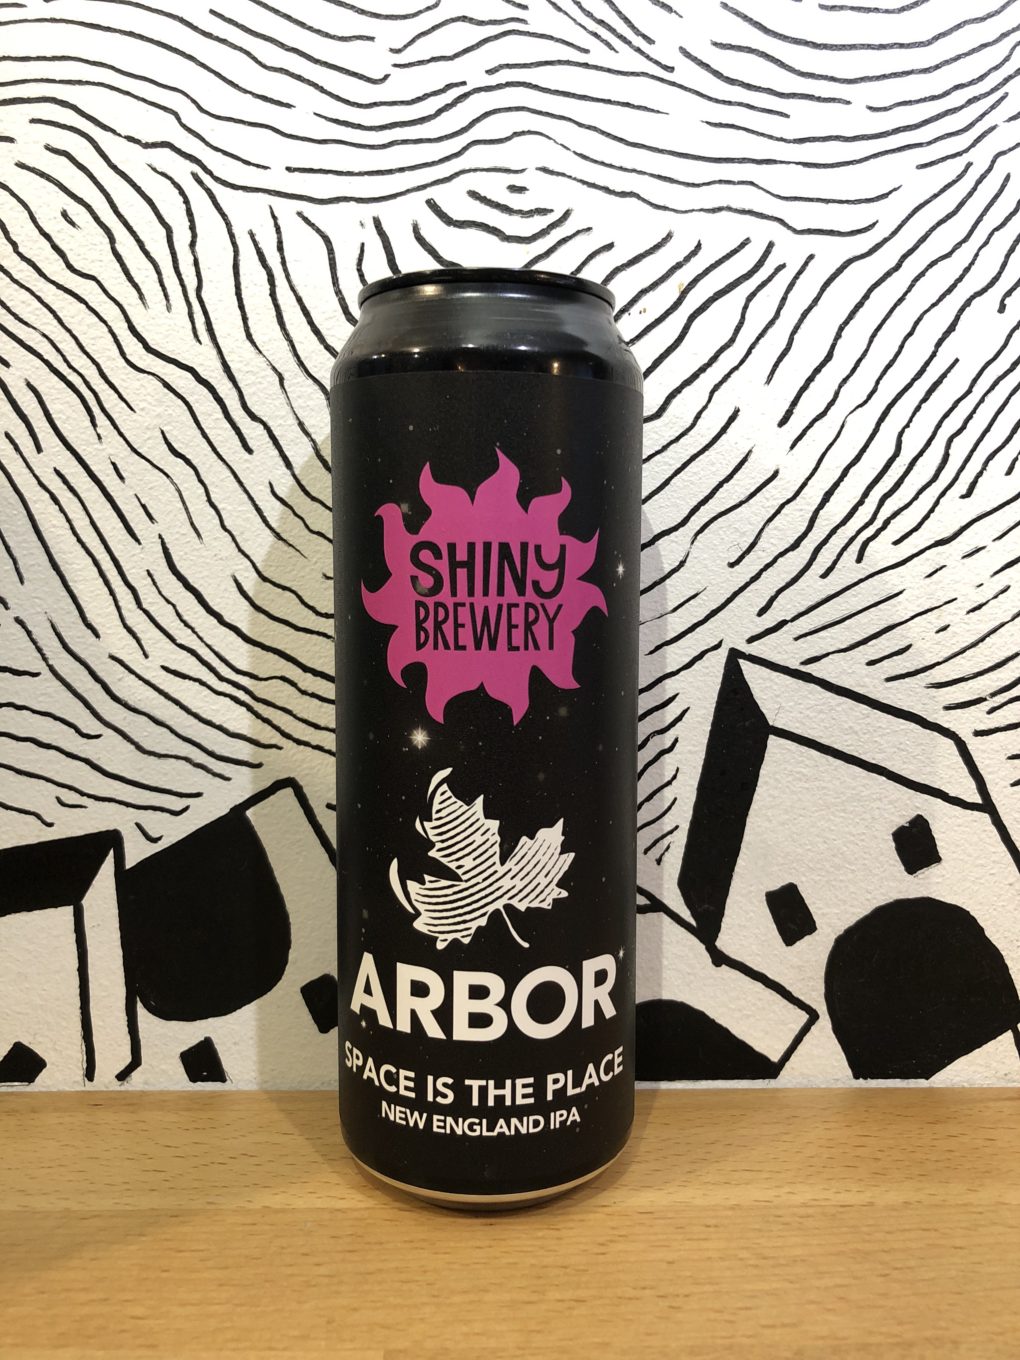 SHINY
BREWERY
ARBOR
SPACE IS THE PLACE
NEW ENGLAND IPA